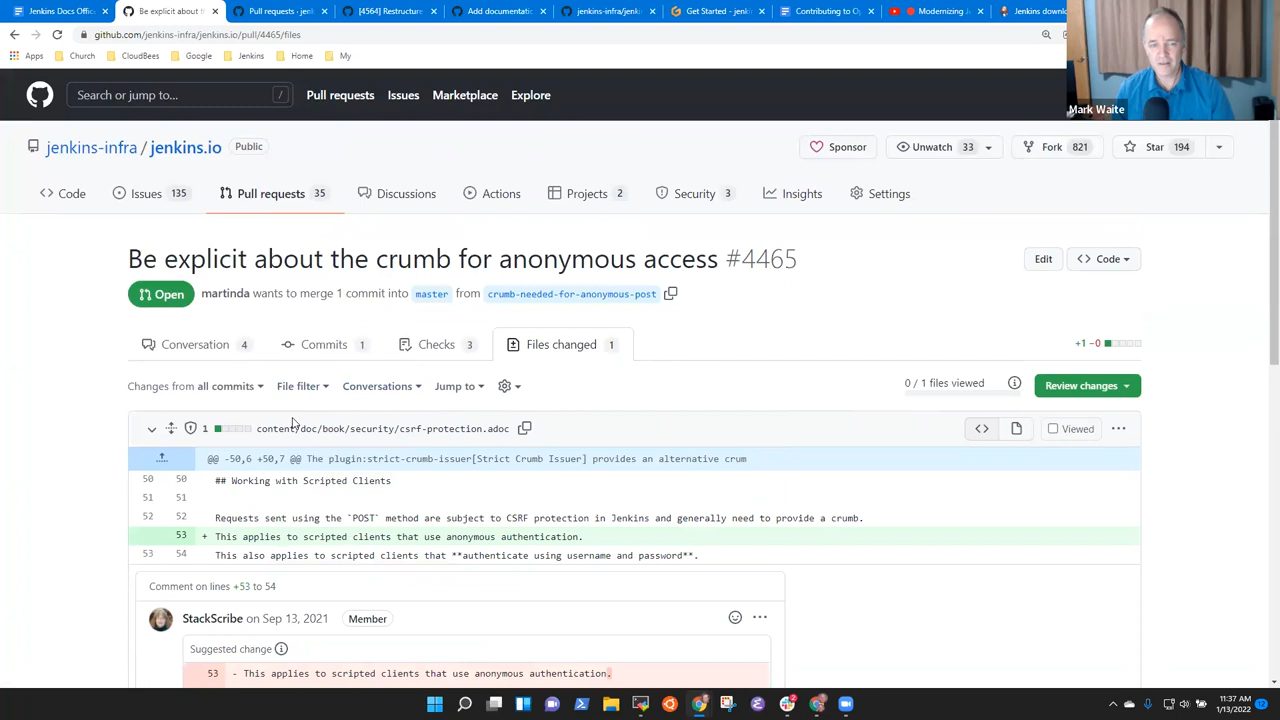 Jenkins Docs Office
Be explicit about th
Pull requests · jenk
[4564] Restructure
Add documentatio
jenkins-infra/jenki
Get Started - jenki
Contributing to Op
Modernizing Je
Jenkins downlo
github.com/jenkins-infra/jenkins.io/pull/4465/files
Apps
Church
CloudBees
Google
Jenkins
Home
My
Mark Waite
Search or jump to...
/
Pull requests
Issues
Marketplace
Explore
jenkins-infra / jenkins.io
Public
Sponsor
Unwatch 33
Fork 821
Star 194
Code
Issues 135
Pull requests 35
Discussions
Actions
Projects 2
Security 3
Insights
Settings
Be explicit about the crumb for anonymous access #4465
Edit
Code
Open
martinda wants to merge 1 commit into master from crumb-needed-for-anonymous-post
Conversation 4
Commits 1
Checks 3
Files changed 1
+1 −0
Changes from all commits
File filter
Conversations
Jump to
0 / 1 files viewed
Review changes
1
content/doc/book/security/csrf-protection.adoc
Viewed
@@ -50,6 +50,7 @@ The plugin:strict-crumb-issuer[Strict Crumb Issuer] provides an alternative crum
50 50 ## Working with Scripted Clients
51 51
52 52 Requests sent using the `POST` method are subject to CSRF protection in Jenkins and generally need to provide a crumb.
53 + This applies to scripted clients that use anonymous authentication.
53 54 This also applies to scripted clients that **authenticate using username and password**.
Comment on lines +53 to 54
StackScribe on Sep 13, 2021
Member
Suggested change
53 - This applies to scripted clients that use anonymous authentication.
11:37 AM
1/13/2022